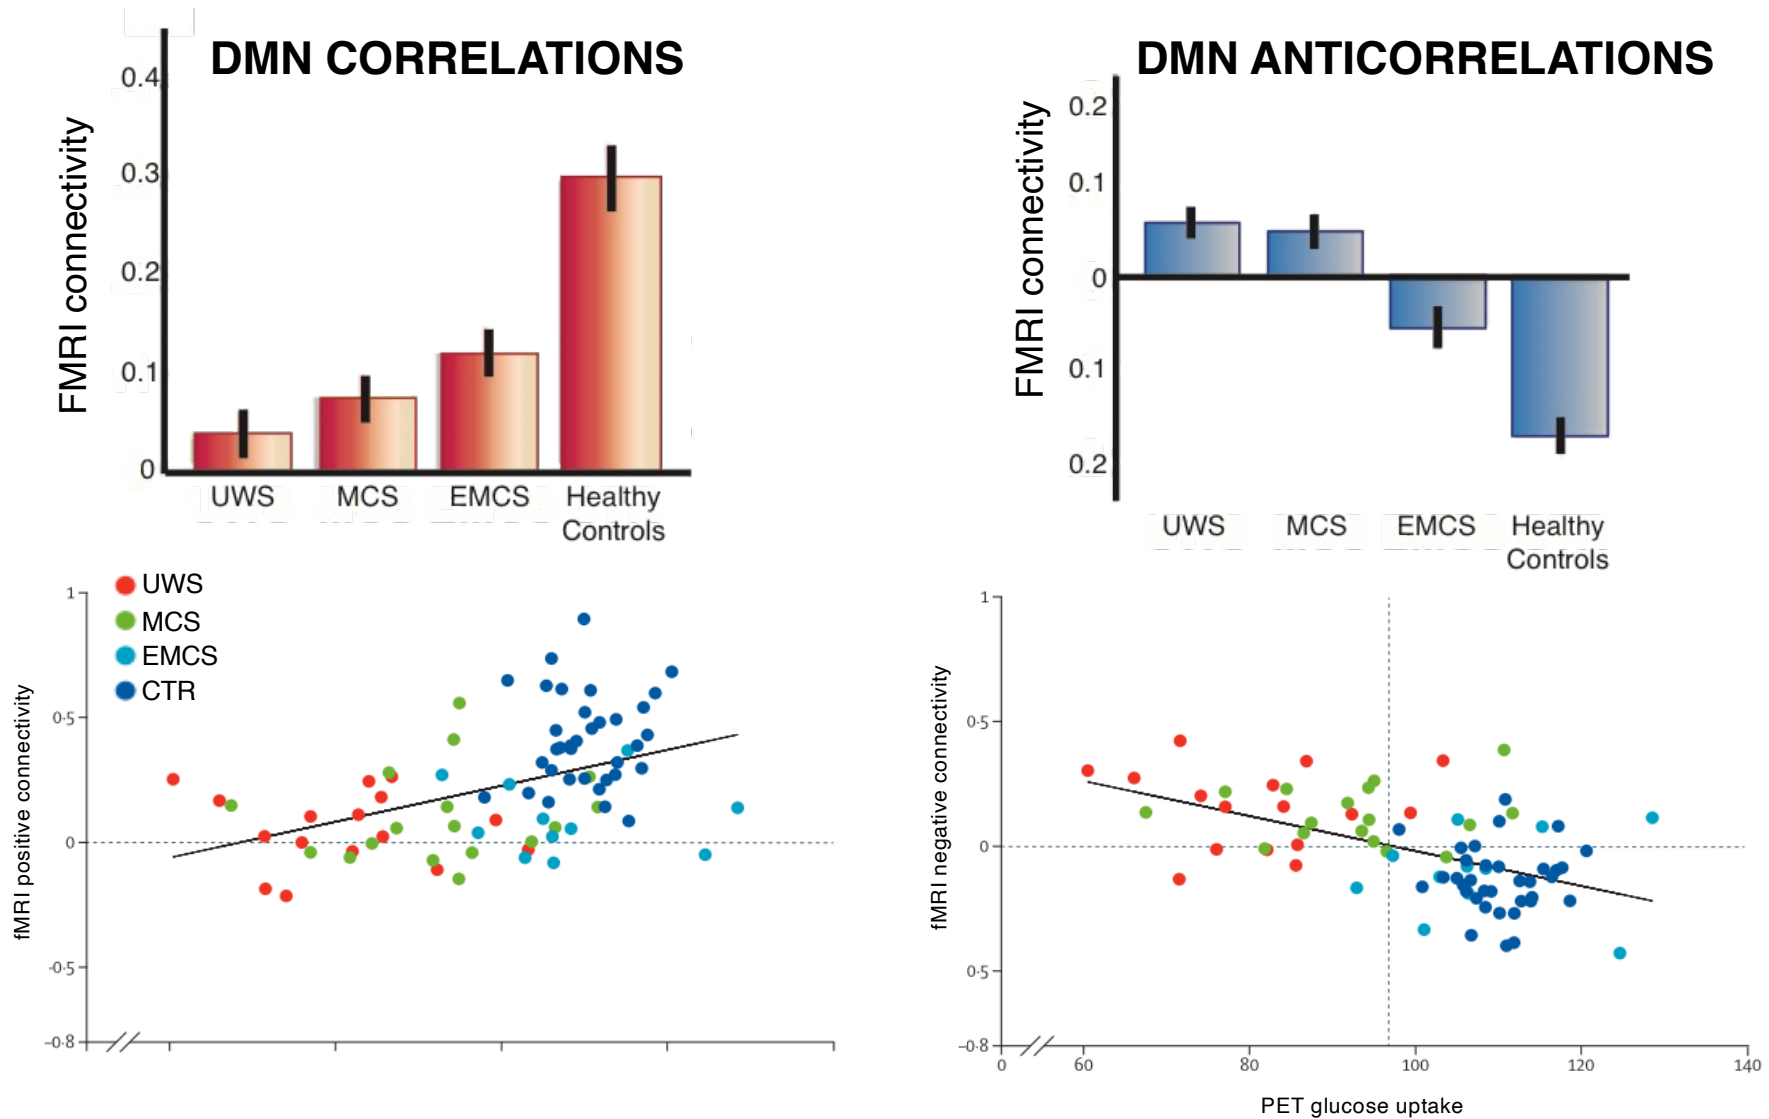 DMN CORRELATIONS
FMRI connectivity
0.4
0.3
0.2
0.1
0
UWS MCS EMCS Healthy
Controls
DMN ANTICORRELATIONS
FMRI connectivity
0.2
0.1
0
0.1
0.2
UWS MCS EMCS Healthy
Controls
UWS
MCS
EMCS
CTR
fMRI positive connectivity
1
0·5
0
-0·5
-0·8
fMRI negative connectivity
1
0·5
0
0·5
-0·8
0 60 80 100 120 140
PET glucose uptake